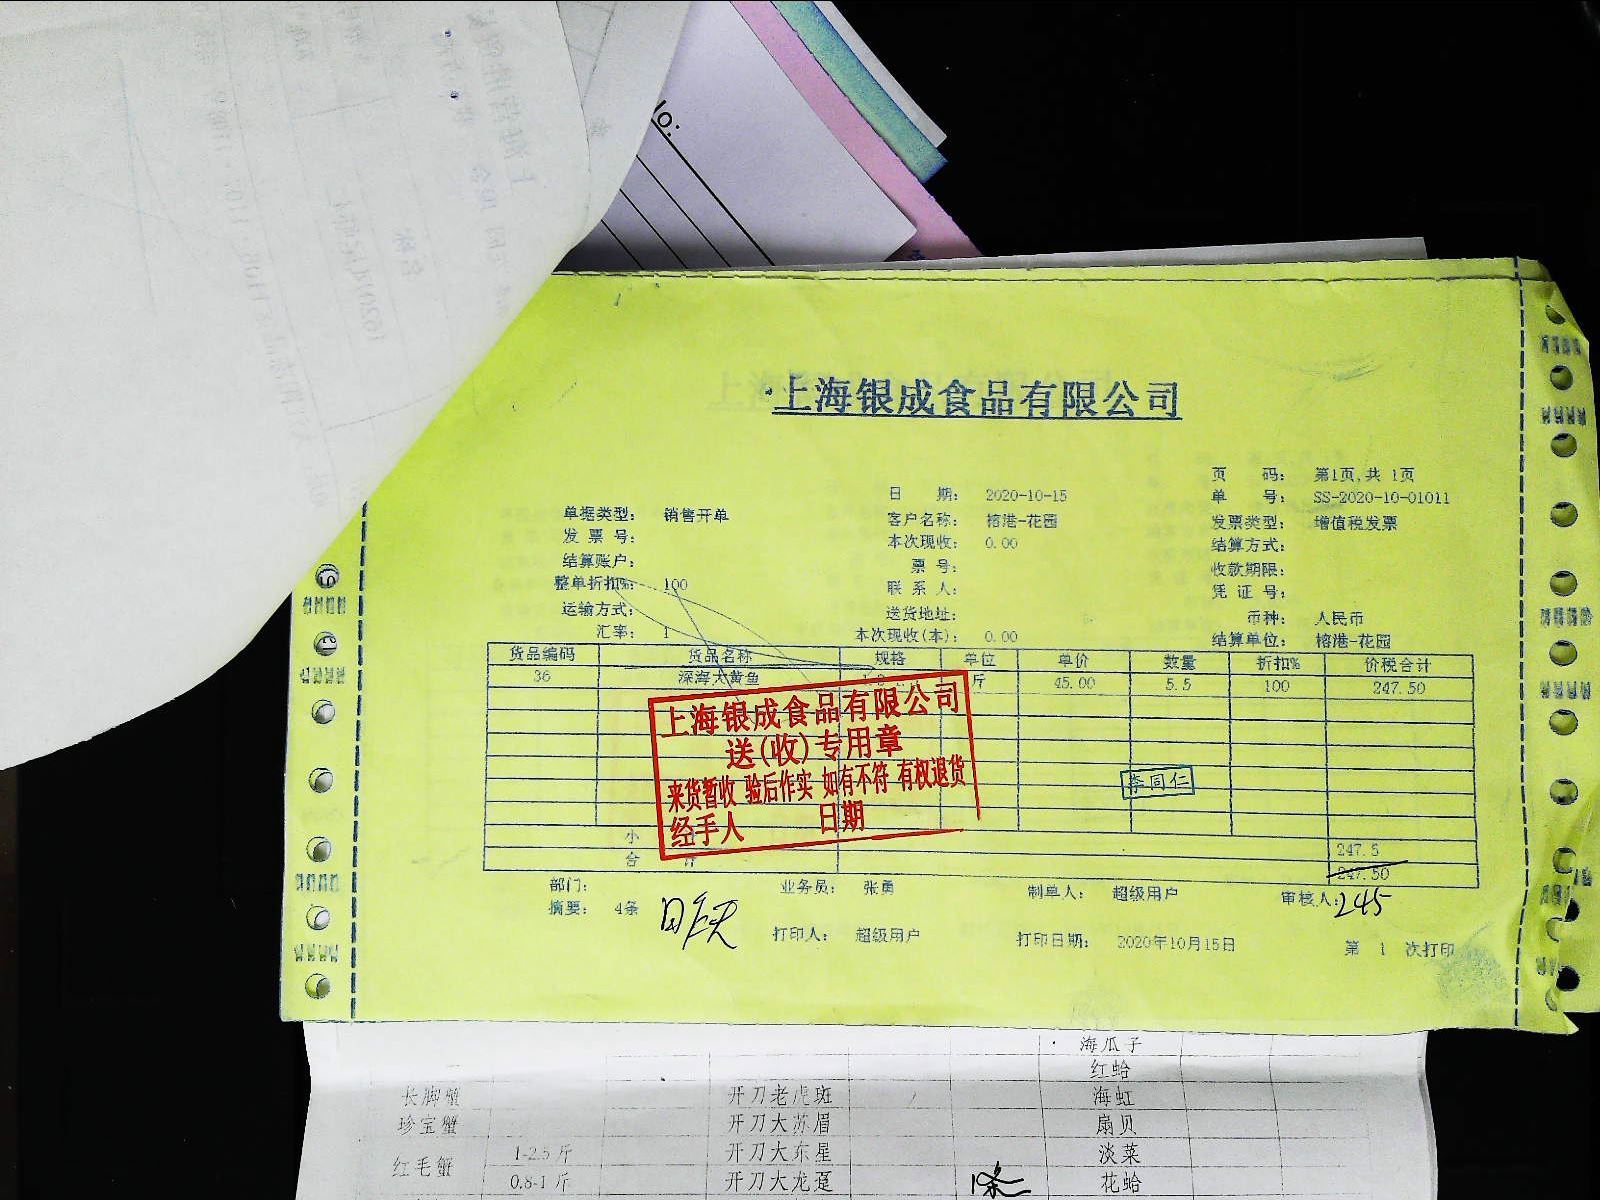 No:
上海银成食品有限公司
页 码: 第1页,共 1页
日 期: 2020-10-15 单 号: SS-2020-10-01011
单据类型: 销售开单 客户名称: 榕港-花园 发票类型: 增值税发票
发 票 号: 本次现收: 0.00 结算方式:
结算账户: 票 号: 收款期限:
整单折扣%: 100 联 系 人: 凭 证 号:
运输方式: 送货地址: 币种: 人民币
汇率: 1 本次现收(本): 0.00 结算单位: 榕港-花园
货品编码 货品名称 规格 单位 单价 数量 折扣% 价税合计
36 深海大黄鱼 斤 45.00 5.5 100 247.50
上海银成食品有限公司
送(收)专用章
来货暂收 验后作实 如有不符 有权退货
经手人 日期
李同仁
小 计 247.5
合 计 247.50
部门: 业务员: 张勇 制单人: 超级用户 审核人: 245
摘要: 4条
打印人: 超级用户 打印日期: 2020年10月15日 第 1 次打印
海瓜子
红蛤
长脚蟹 开刀老虎斑 海虹
珍宝蟹 开刀大苏眉 扇贝
红毛蟹 1-2.5斤 开刀大东星 淡菜
0.8-1斤 开刀大龙趸 1条 花蛤